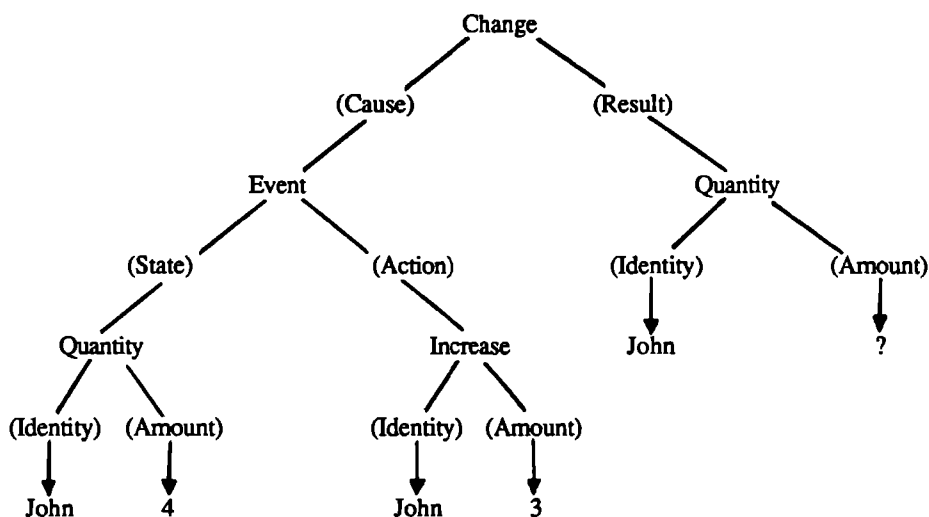 Change
(Cause) (Result)
Event Quantity
(State) (Action) (Identity) (Amount)
Quantity Increase John ?
(Identity) (Amount) (Identity) (Amount)
John 4 John 3